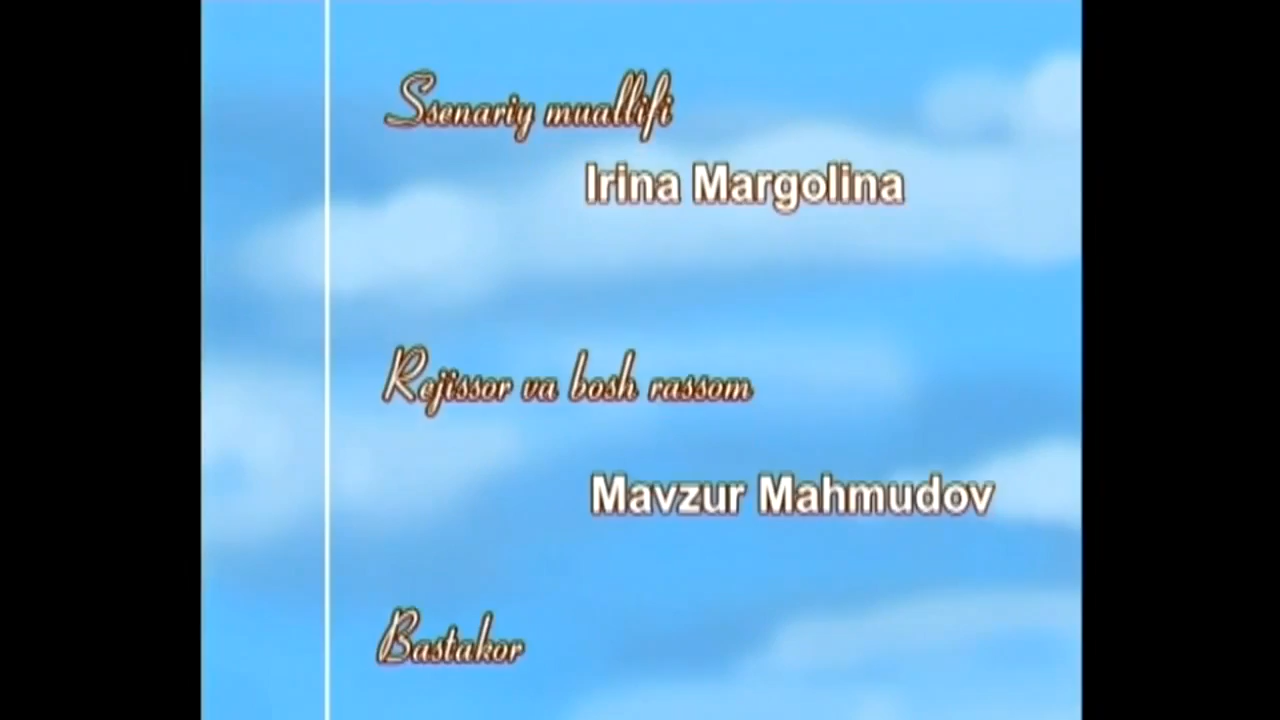 Ssenariy muallifi
Irina Margolina
Rejissor va bosh rassom
Mavzur Mahmudov
Bastakor